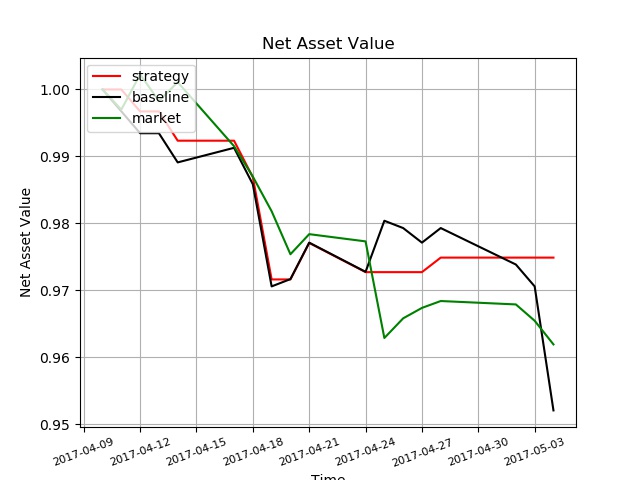 Net Asset Value
strategy
baseline
market
1.00
0.99
0.98
0.97
0.96
0.95
Net Asset Value
2017-04-09
2017-04-12
2017-04-15
2017-04-18
2017-04-21
2017-04-24
2017-04-27
2017-04-30
2017-05-03
Time